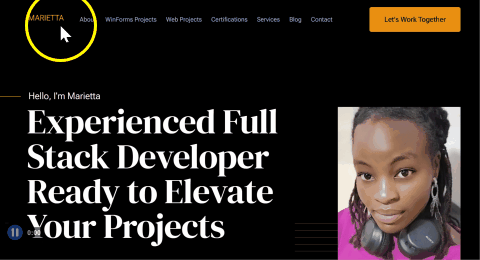 MARIETTA
About
WinForms Projects
Web Projects
Certifications
Services
Blog
Contact
Let's Work Together
Hello, I'm Marietta
Experienced Full
Stack Developer
Ready to Elevate
Your Projects
0:00